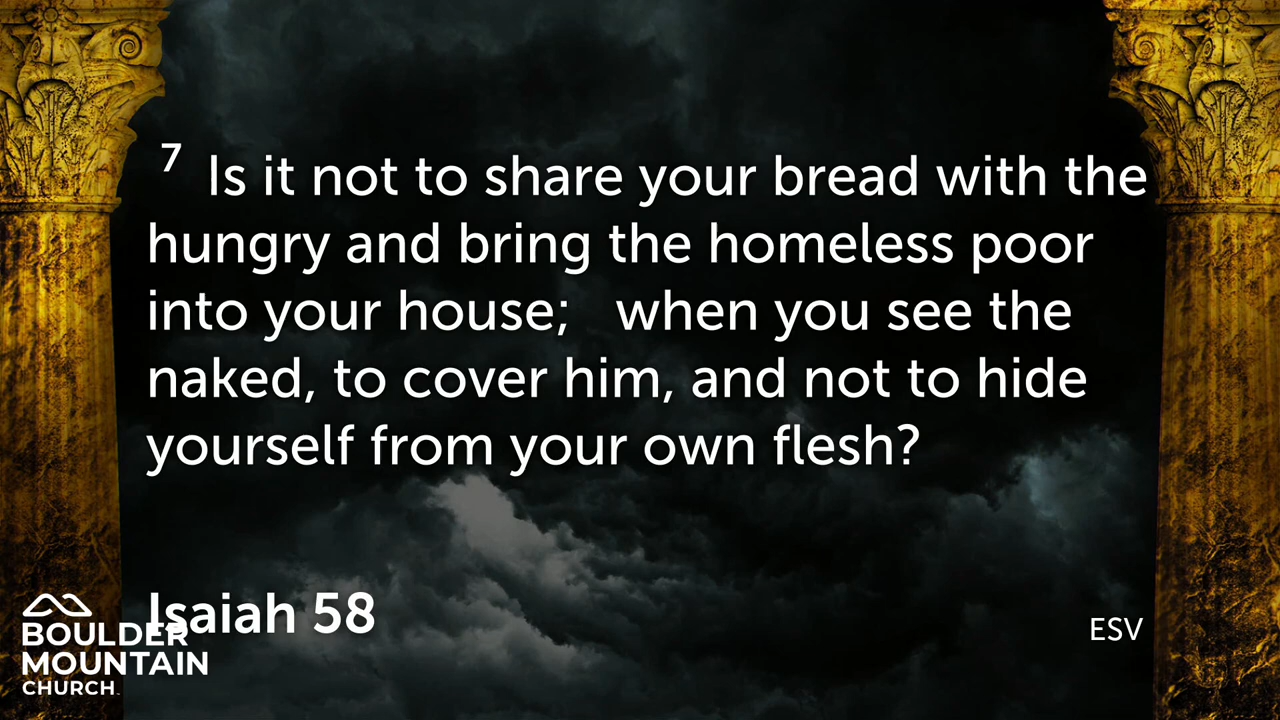 7 Is it not to share your bread with the
hungry and bring the homeless poor
into your house; when you see the
naked, to cover him, and not to hide
yourself from your own flesh?
Isaiah 58
ESV
BOULDER
MOUNTAIN
CHURCH